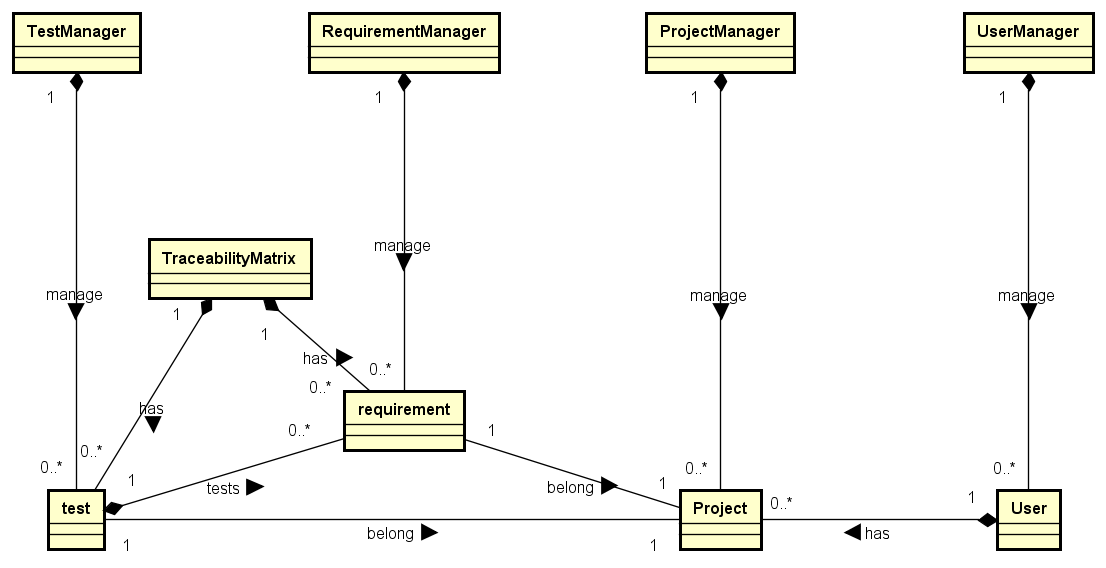 TestManager
RequirementManager
ProjectManager
UserManager
1
1
1
1
manage
TraceabilityMatrix
manage
manage
manage
1
1
has
0..*
0..*
has
requirement
0..*
1
0..*
0..*
1
tests
belong
1
0..*
0..*
0..*
1
test
Project
User
belong
has
1
1